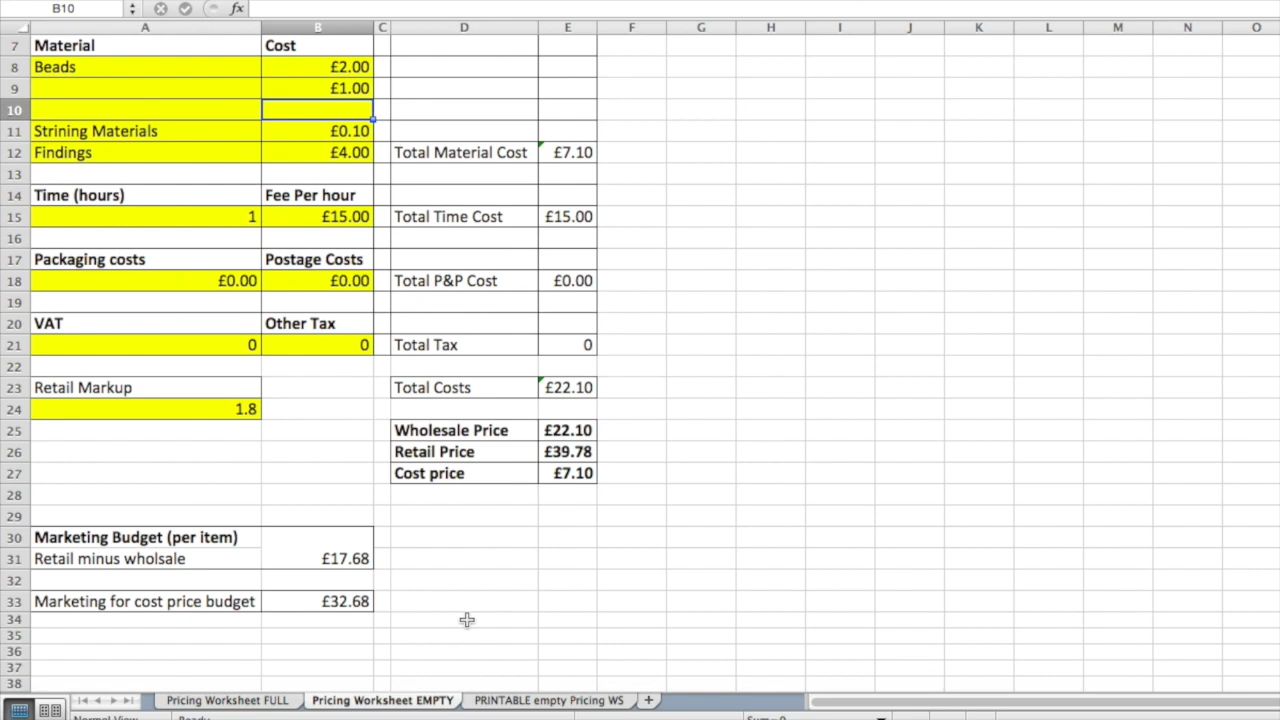 B10 fx
A B C D E F G H I J K L M N O
7 Material Cost
8 Beads £2.00
9 £1.00
10
11 Strining Materials £0.10
12 Findings £4.00 Total Material Cost £7.10
13
14 Time (hours) Fee Per hour
15 1 £15.00 Total Time Cost £15.00
16
17 Packaging costs Postage Costs
18 £0.00 £0.00 Total P&P Cost £0.00
19
20 VAT Other Tax
21 0 0 Total Tax 0
22
23 Retail Markup Total Costs £22.10
24 1.8
25 Wholesale Price £22.10
26 Retail Price £39.78
27 Cost price £7.10
28
29
30 Marketing Budget (per item)
31 Retail minus wholsale £17.68
32
33 Marketing for cost price budget £32.68
34
35
36
37
38
Pricing Worksheet FULL Pricing Worksheet EMPTY PRINTABLE empty Pricing WS +
Normal View Ready Sum=0